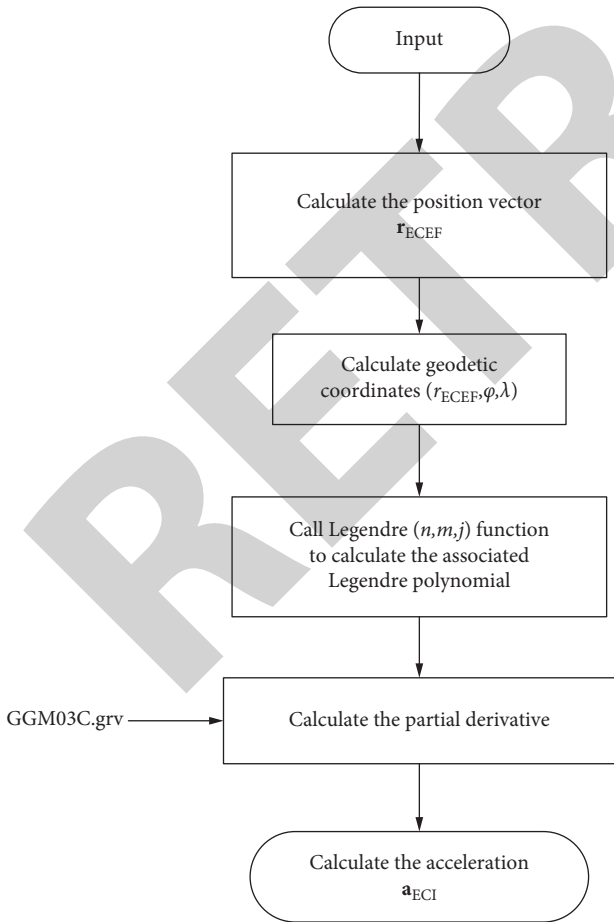 Input
Calculate the position vector
r_ECEF
Calculate geodetic
coordinates (r_ECEF,φ,λ)
Call Legendre (n,m,j) function
to calculate the associated
Legendre polynomial
GGM03C.grv
Calculate the partial derivative
Calculate the acceleration
a_ECI
RETR